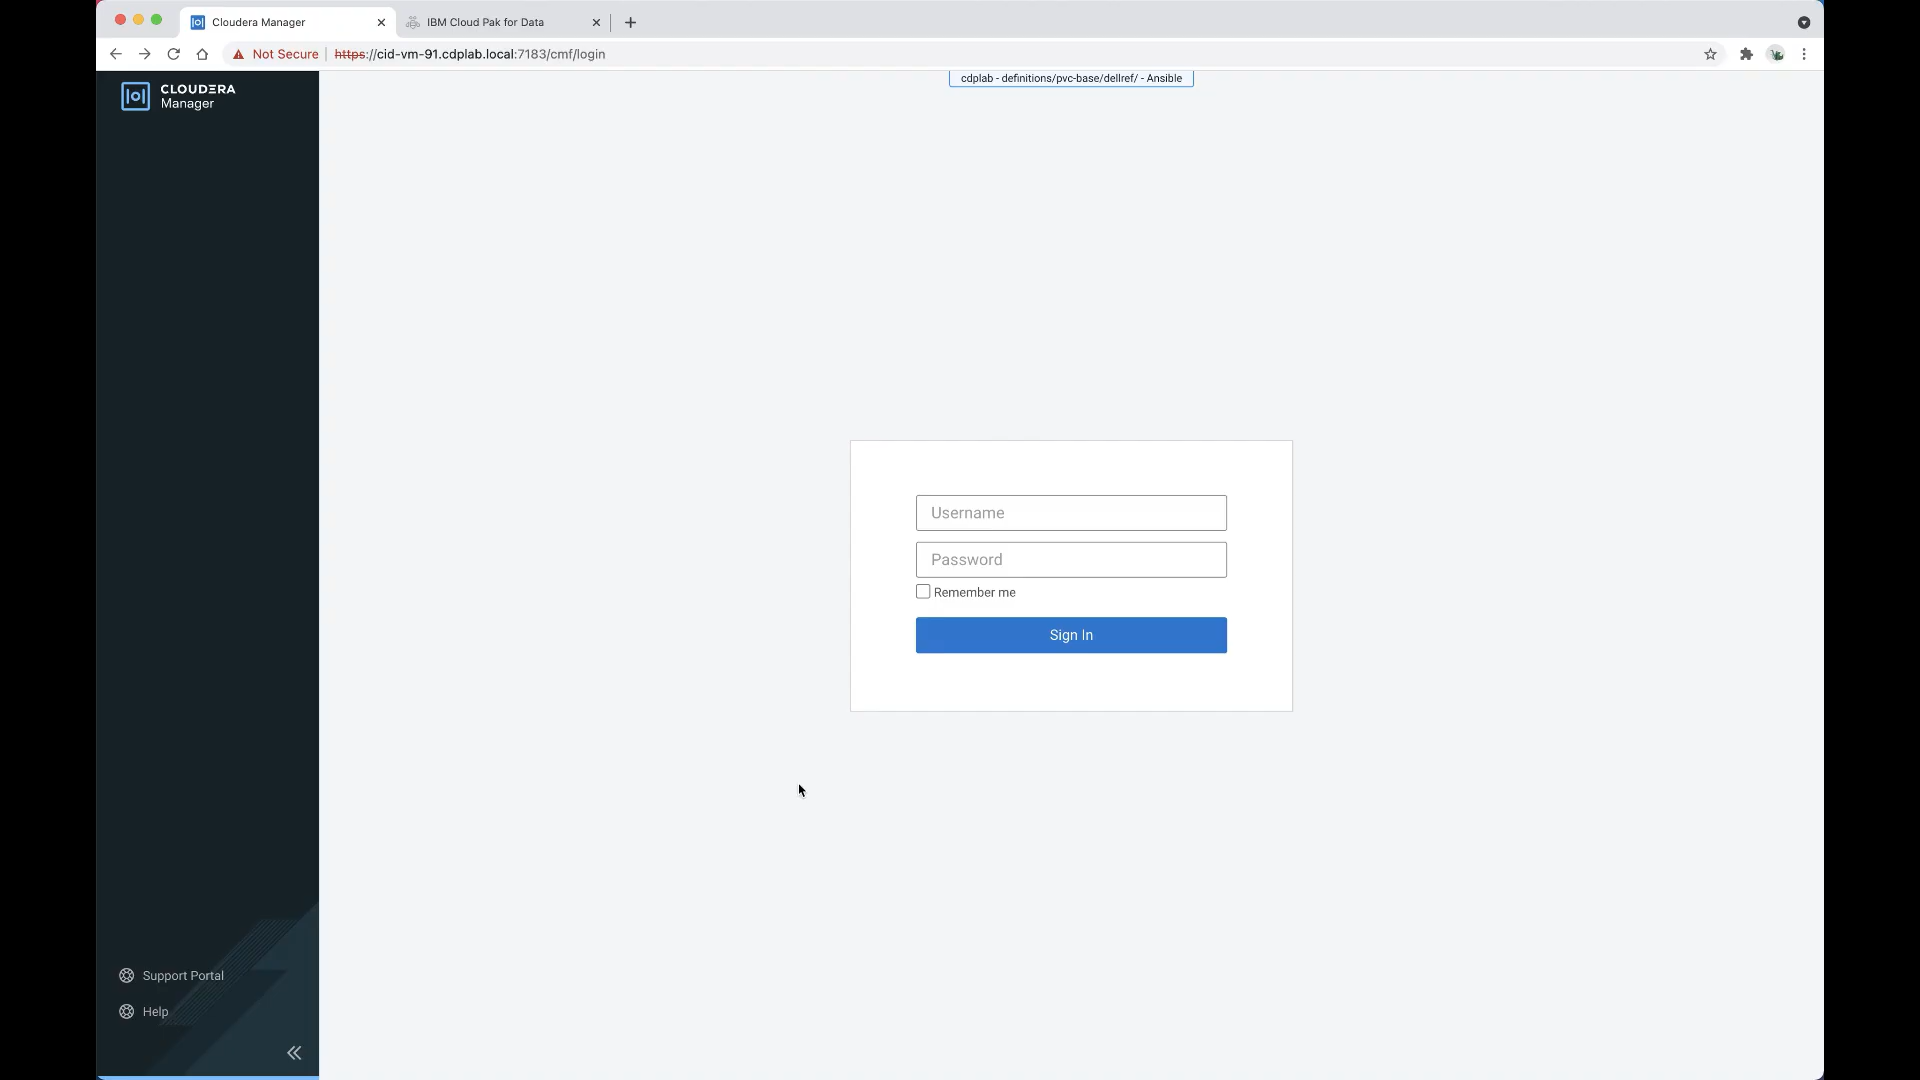 Cloudera Manager
IBM Cloud Pak for Data
Not Secure | https://cid-vm-91.cdplab.local:7183/cmf/login
CLOUDERA
Manager
cdplab - definitions/pvc-base/dellref/ - Ansible
Username
Password
Remember me
Sign In
Support Portal
Help